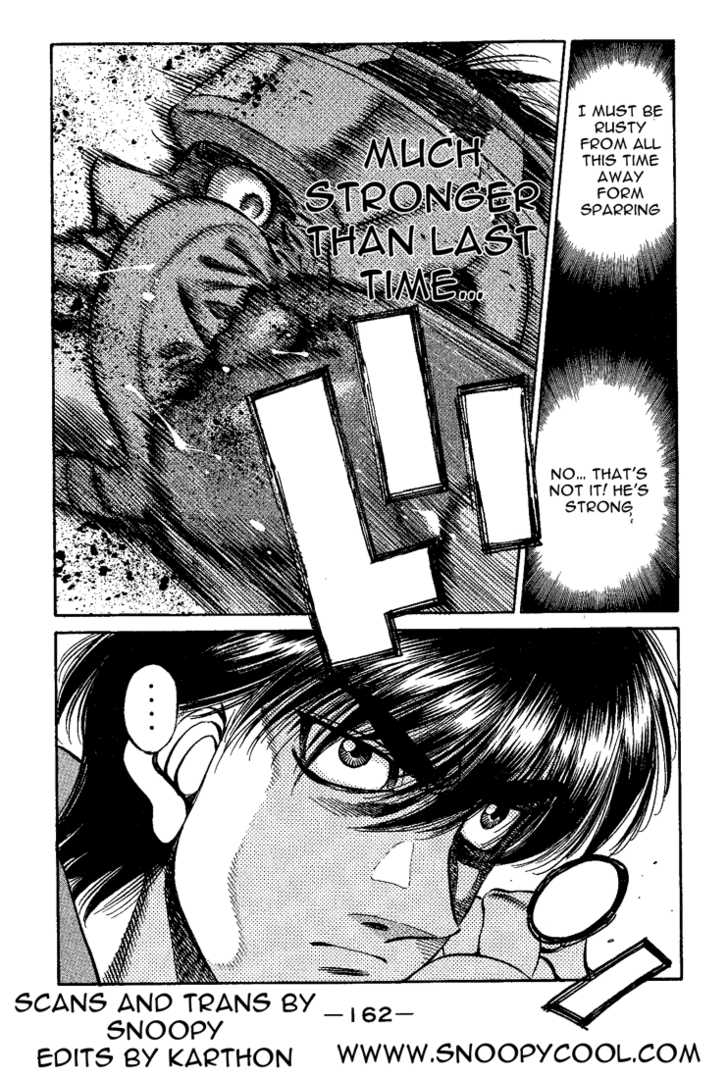 I MUST BE
RUSTY
FROM ALL
THIS TIME
AWAY
FORM
SPARRING
NO... THAT'S
NOT IT! HE'S
STRONG
MUCH
STRONGER
THAN LAST
TIME...
....
SCANS AND TRANS BY
SNOOPY
EDITS BY KARTHON
—162—
WWW.SNOOPYCOOL.COM